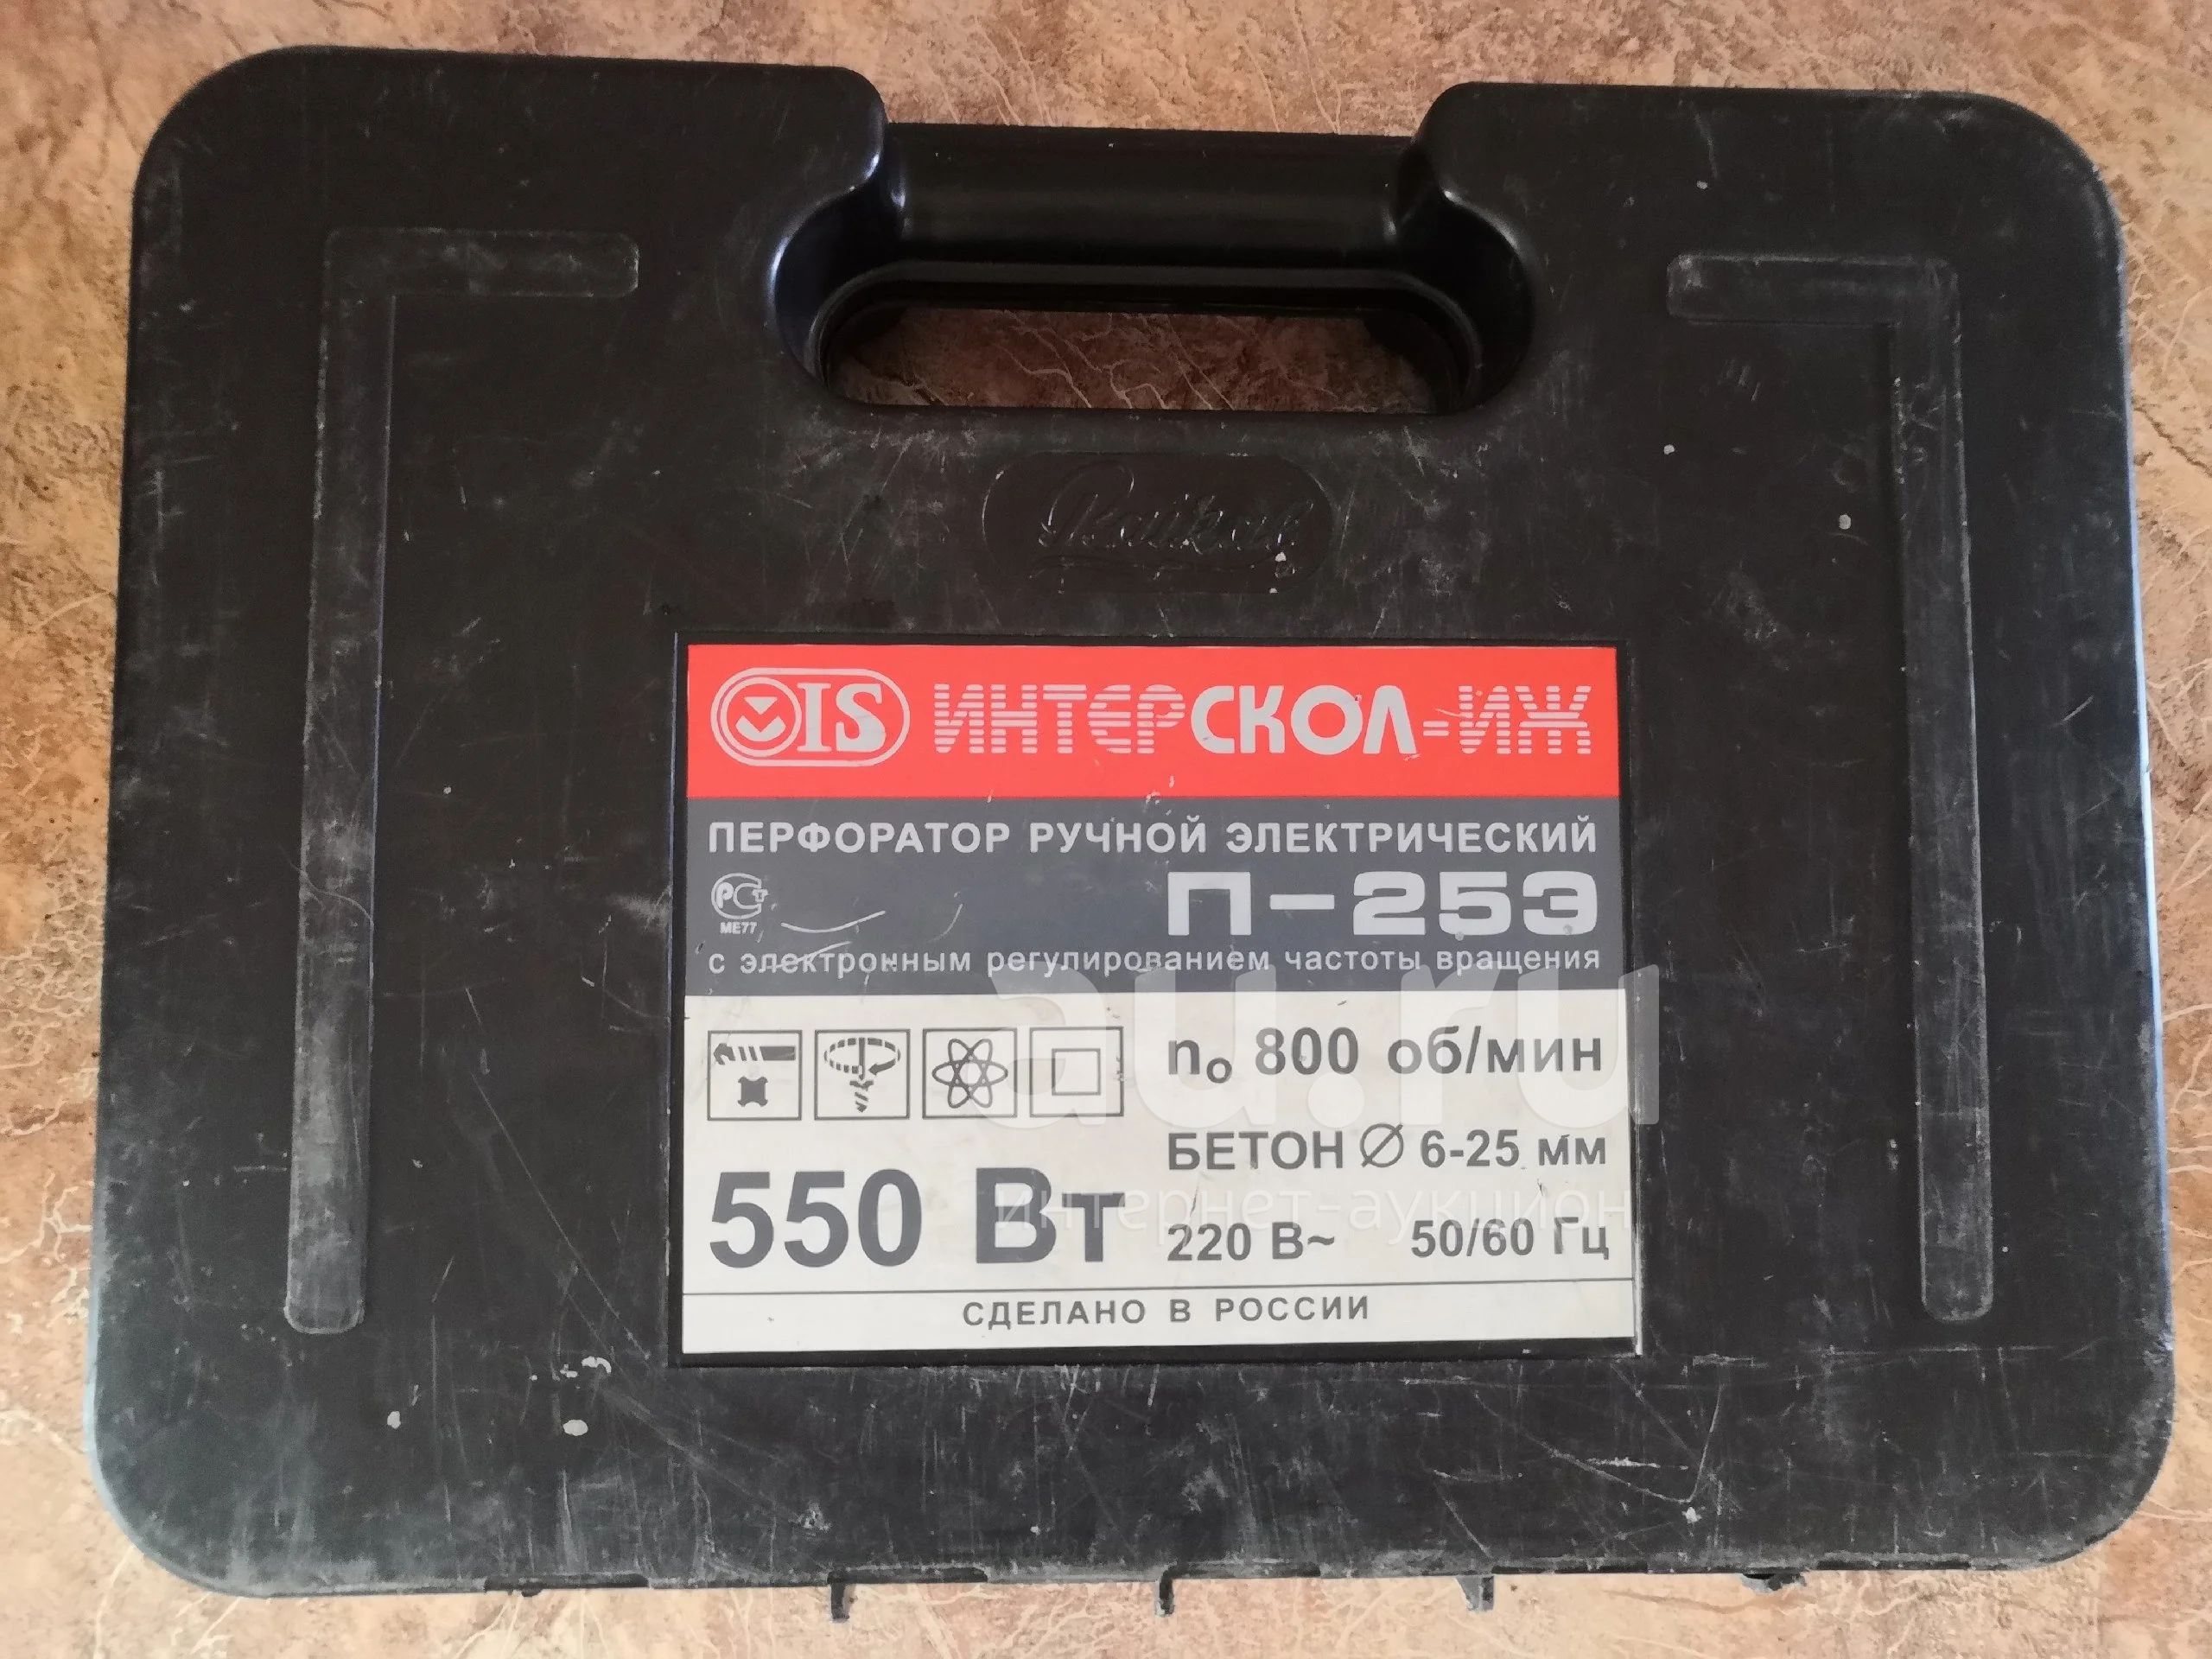 IS ИНТЕРСКОЛ-ИЖ
ПЕРФОРАТОР РУЧНОЙ ЭЛЕКТРИЧЕСКИЙ
РСТ
МЕ77
П-25Э
с электронным регулированием частоты вращения
au.ru
n₀ 800 об/мин
БЕТОН Ø 6-25 мм
интернет-аукцион
550 Вт
220 В~ 50/60 Гц
СДЕЛАНО В РОССИИ